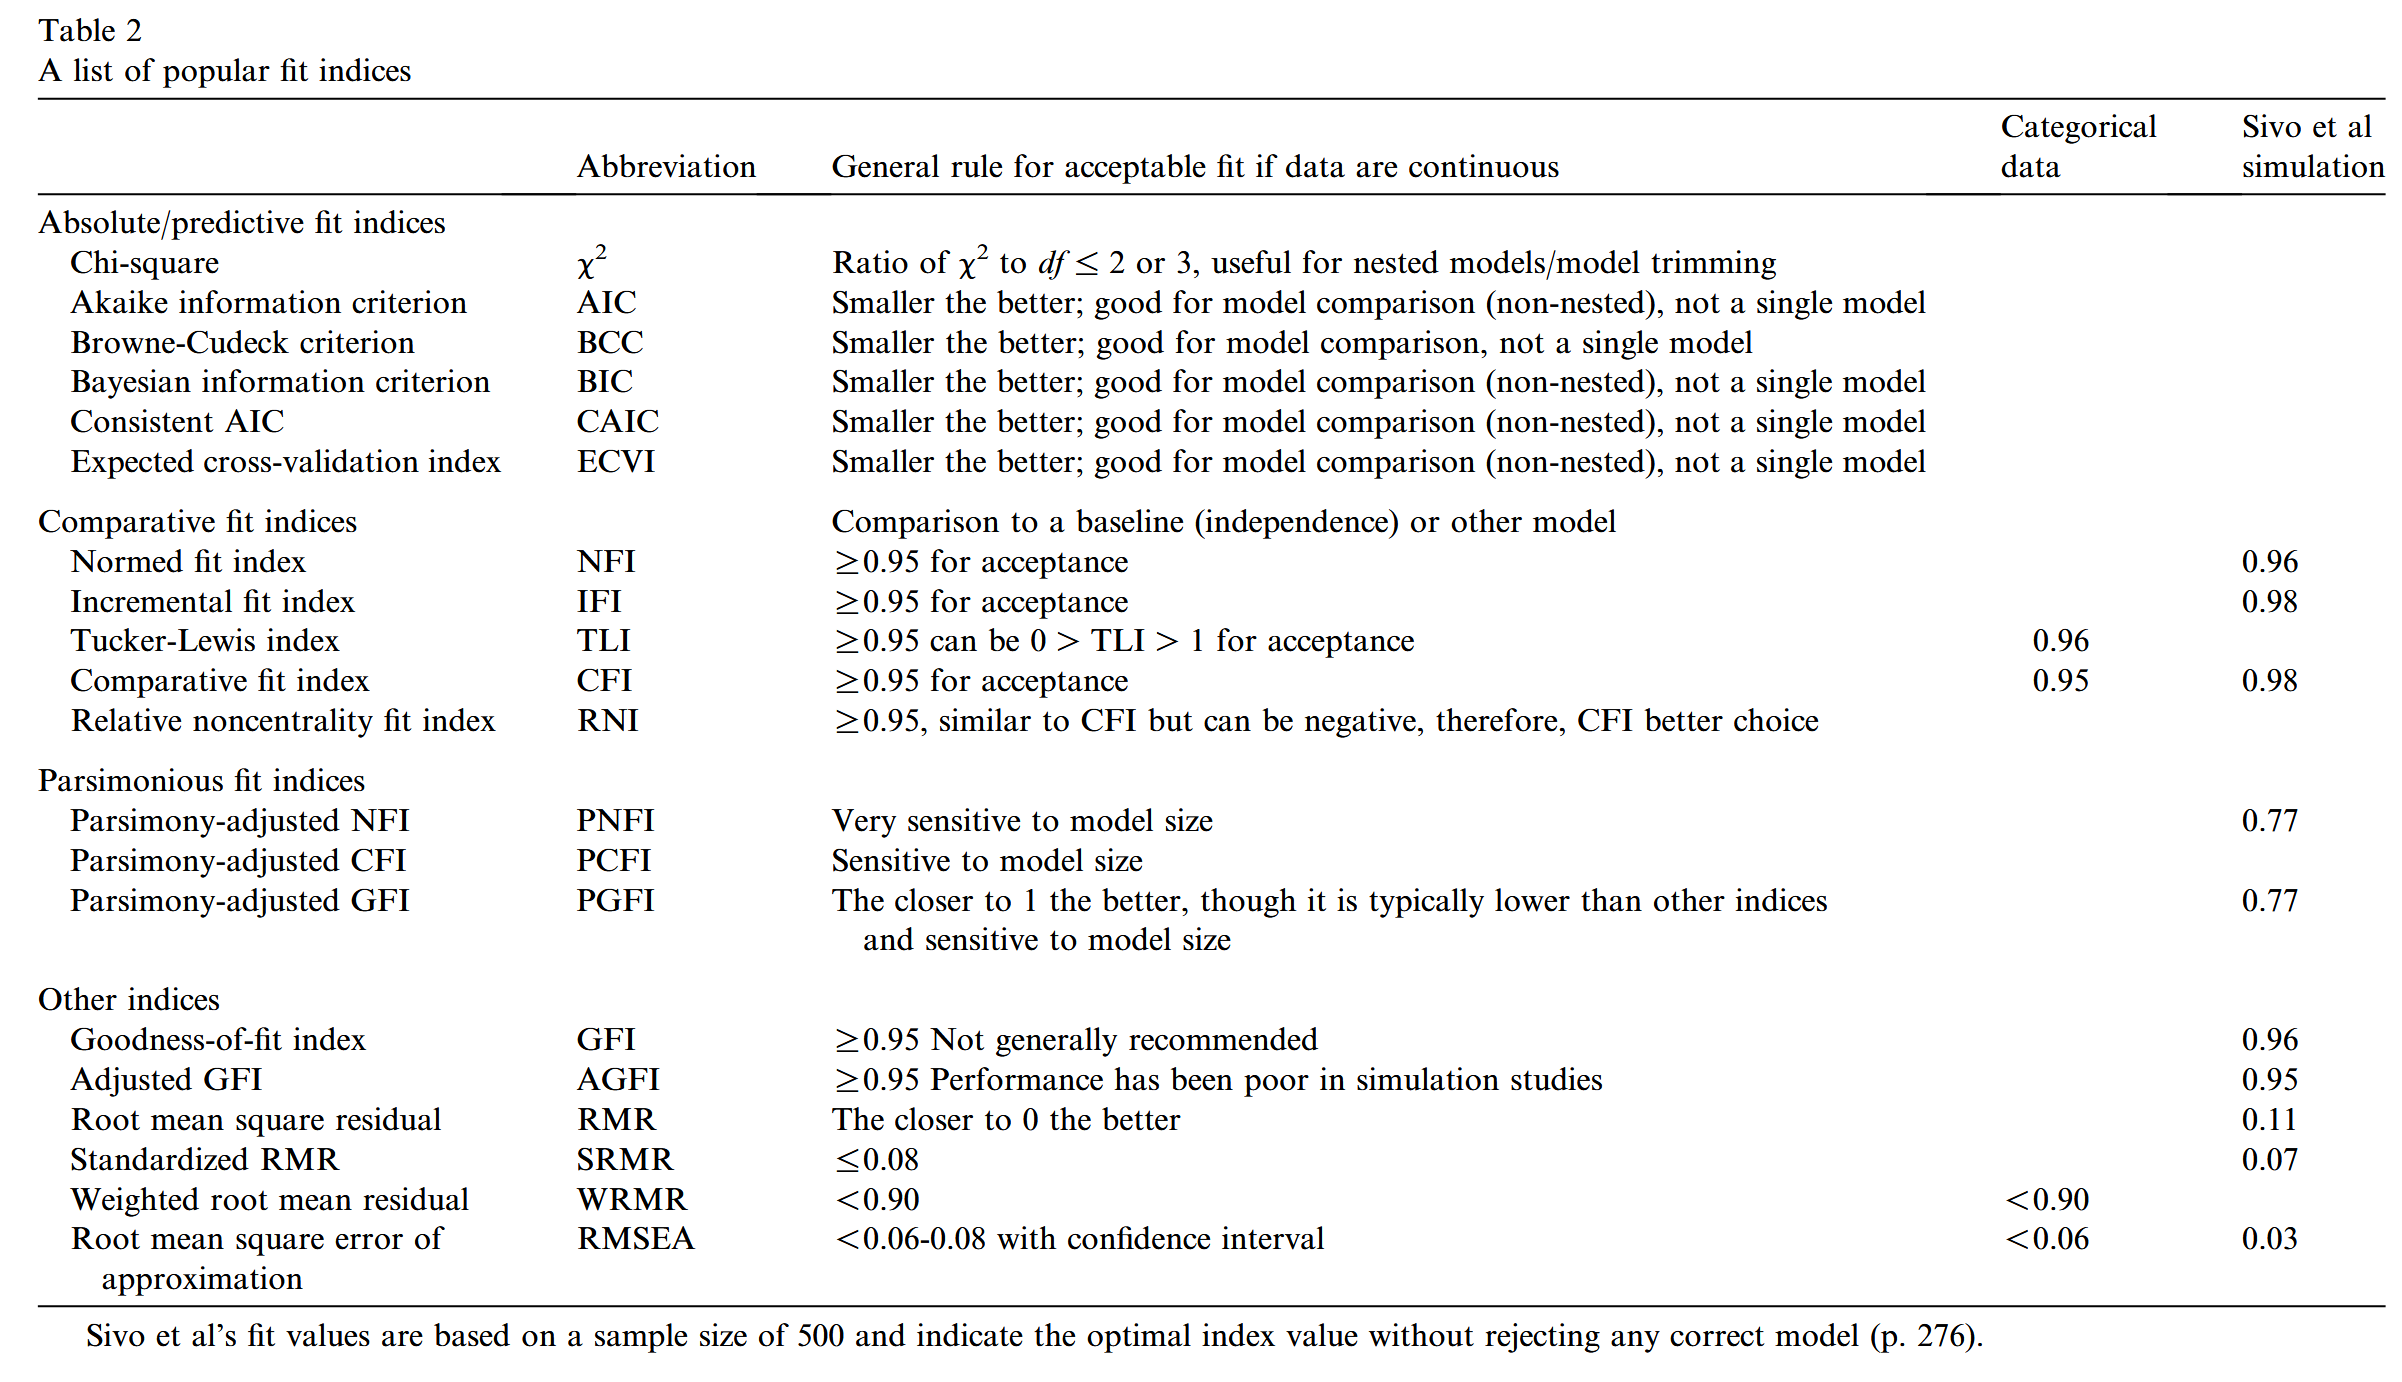 Table 2
A list of popular fit indices
Abbreviation General rule for acceptable fit if data are continuous Categorical data Sivo et al simulation
Absolute/predictive fit indices
Chi-square χ² Ratio of χ² to df ≤ 2 or 3, useful for nested models/model trimming
Akaike information criterion AIC Smaller the better; good for model comparison (non-nested), not a single model
Browne-Cudeck criterion BCC Smaller the better; good for model comparison, not a single model
Bayesian information criterion BIC Smaller the better; good for model comparison (non-nested), not a single model
Consistent AIC CAIC Smaller the better; good for model comparison (non-nested), not a single model
Expected cross-validation index ECVI Smaller the better; good for model comparison (non-nested), not a single model
Comparative fit indices Comparison to a baseline (independence) or other model
Normed fit index NFI ≥0.95 for acceptance 0.96
Incremental fit index IFI ≥0.95 for acceptance 0.98
Tucker-Lewis index TLI ≥0.95 can be 0 > TLI > 1 for acceptance 0.96
Comparative fit index CFI ≥0.95 for acceptance 0.95 0.98
Relative noncentrality fit index RNI ≥0.95, similar to CFI but can be negative, therefore, CFI better choice
Parsimonious fit indices
Parsimony-adjusted NFI PNFI Very sensitive to model size 0.77
Parsimony-adjusted CFI PCFI Sensitive to model size
Parsimony-adjusted GFI PGFI The closer to 1 the better, though it is typically lower than other indices 0.77
and sensitive to model size
Other indices
Goodness-of-fit index GFI ≥0.95 Not generally recommended 0.96
Adjusted GFI AGFI ≥0.95 Performance has been poor in simulation studies 0.95
Root mean square residual RMR The closer to 0 the better 0.11
Standardized RMR SRMR ≤0.08 0.07
Weighted root mean residual WRMR <0.90 <0.90
Root mean square error of RMSEA <0.06-0.08 with confidence interval <0.06 0.03
approximation
Sivo et al's fit values are based on a sample size of 500 and indicate the optimal index value without rejecting any correct model (p. 276).